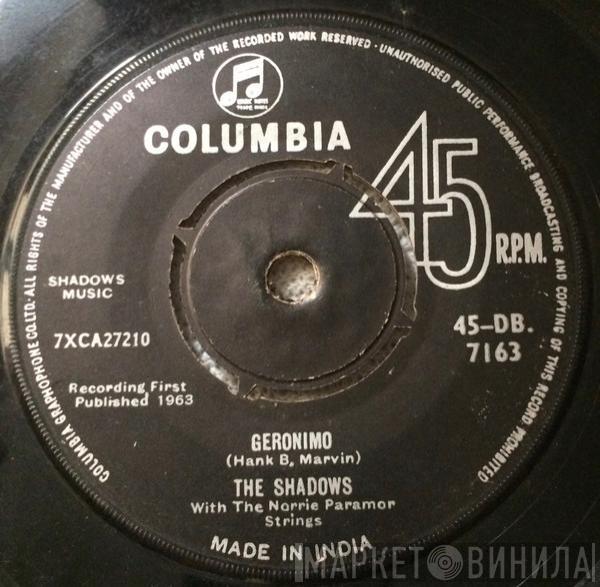 COLUMBIA GRAPHOPHONE CO. LTD. · ALL RIGHTS OF THE MANUFACTURER AND OF THE OWNER OF THE RECORDED WORK RESERVED · UNAUTHORISED PUBLIC PERFORMANCE BROADCASTING AND COPYING OF THIS RECORD PROHIBITED
COLUMBIA
45
R.P.M.
SHADOWS
MUSIC
7XCA27210
45-DB.
7163
Recording First
Published 1963
GERONIMO
(Hank B. Marvin)
THE SHADOWS
With The Norrie Paramor
Strings
MADE IN INDIA
МАРКЕТ ВИНИЛА